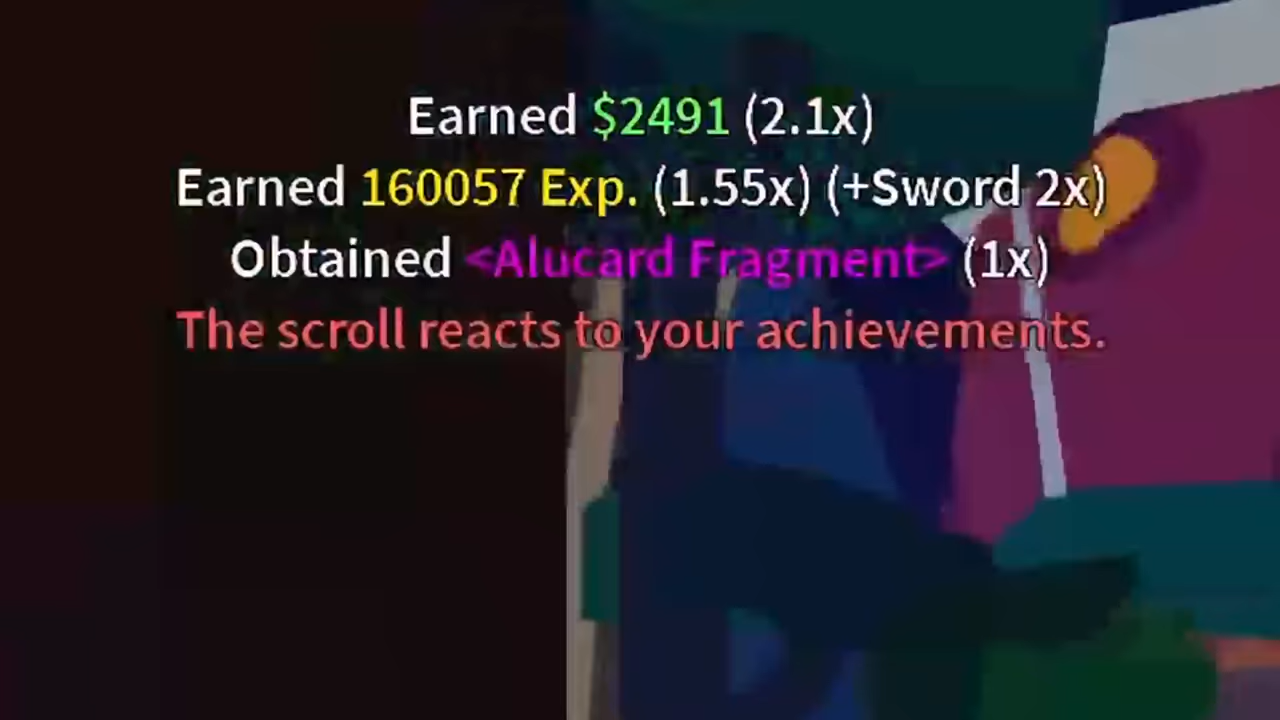 Earned $2491 (2.1x)
Earned 160057 Exp. (1.55x) (+Sword 2x)
Obtained <Alucard Fragment> (1x)
The scroll reacts to your achievements.